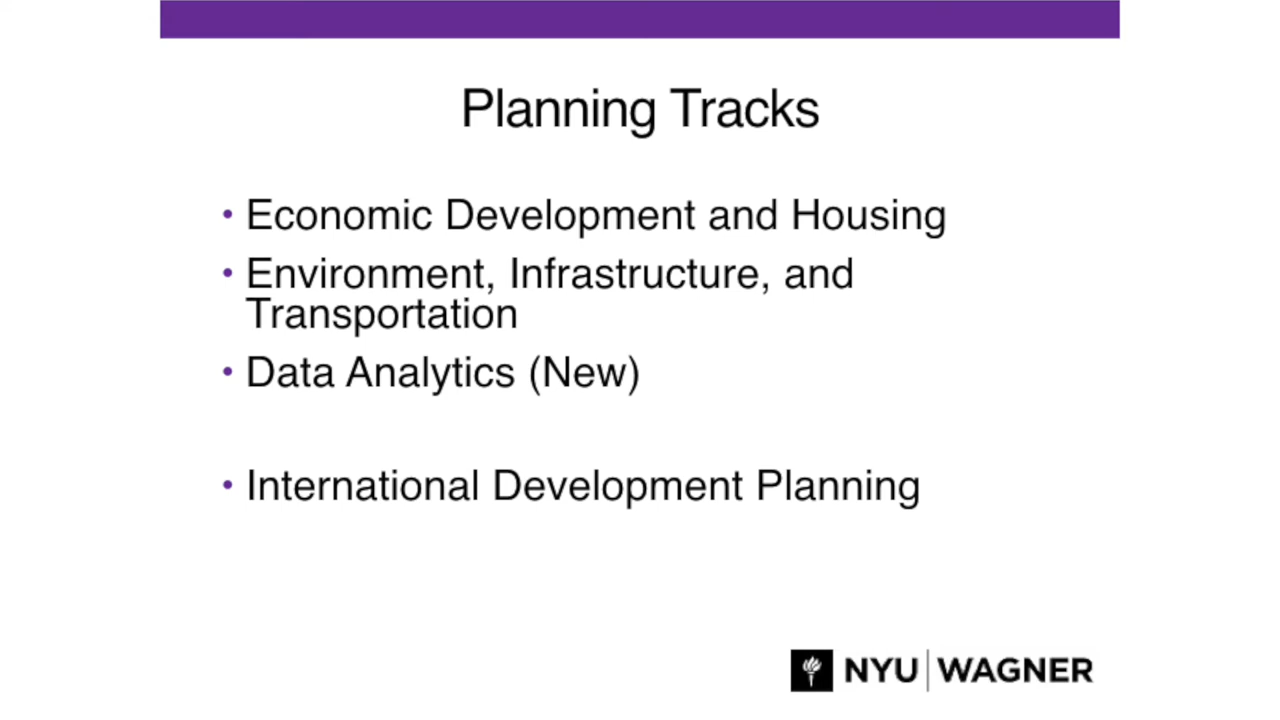 Planning Tracks
• Economic Development and Housing
• Environment, Infrastructure, and
Transportation
• Data Analytics (New)
• International Development Planning
NYU | WAGNER